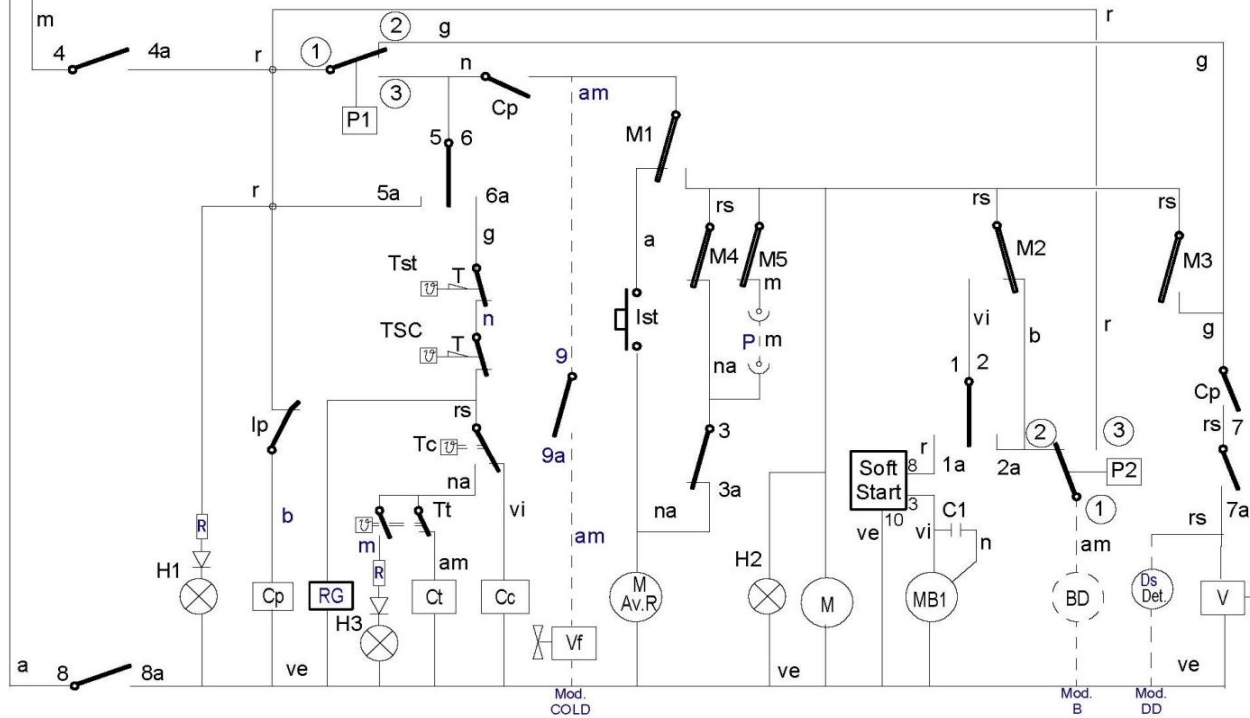 m
r
4 4a r 1 2 g
g
n
3 Cp am
P1
M1
5 6
r 5a 6a
rs rs rs
g a M4 M5 M2 M3
Tst T
m
n Ist vi b r g
TSC T P m
9 na 1 2
Cp
rs 7
Ip Tc 3 2 3
9a r
8 1a 2a P2
Soft
Start
na 3a 3 C1 1 7a
10
Tt vi na ve vi n am rs
b m am am
R
R
H1 H2
Cp RG Ct Cc M
Av.R
M MB1 BD Ds
Det.
V
H3
Vf
a 8 8a ve ve ve
Mod.
COLD
Mod.
B
Mod.
DD